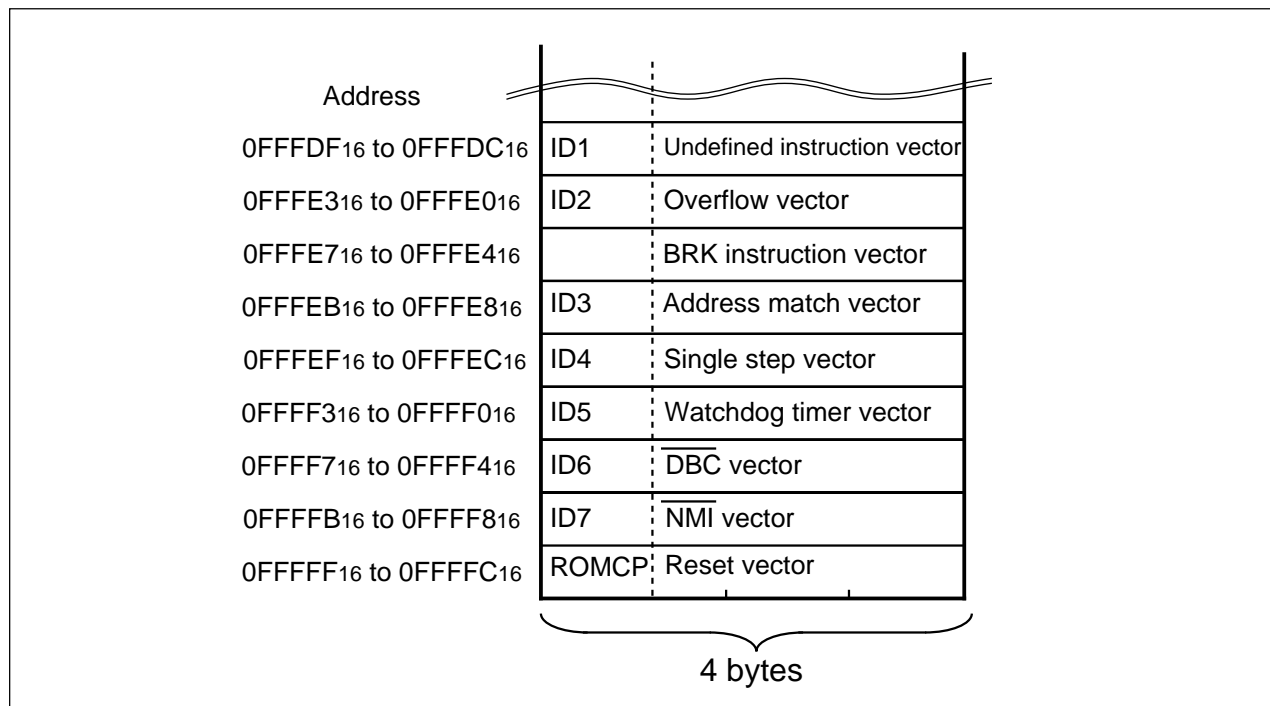 Address
0FFFDF16 to 0FFFDC16 ID1 Undefined instruction vector
0FFFE316 to 0FFFE016 ID2 Overflow vector
0FFFE716 to 0FFFE416 BRK instruction vector
0FFFEB16 to 0FFFE816 ID3 Address match vector
0FFFEF16 to 0FFFEC16 ID4 Single step vector
0FFFF316 to 0FFFF016 ID5 Watchdog timer vector
0FFFF716 to 0FFFF416 ID6 D̅B̅C̅ vector
0FFFFB16 to 0FFFF816 ID7 N̅M̅I̅ vector
0FFFFF16 to 0FFFFC16 ROMCP Reset vector
4 bytes